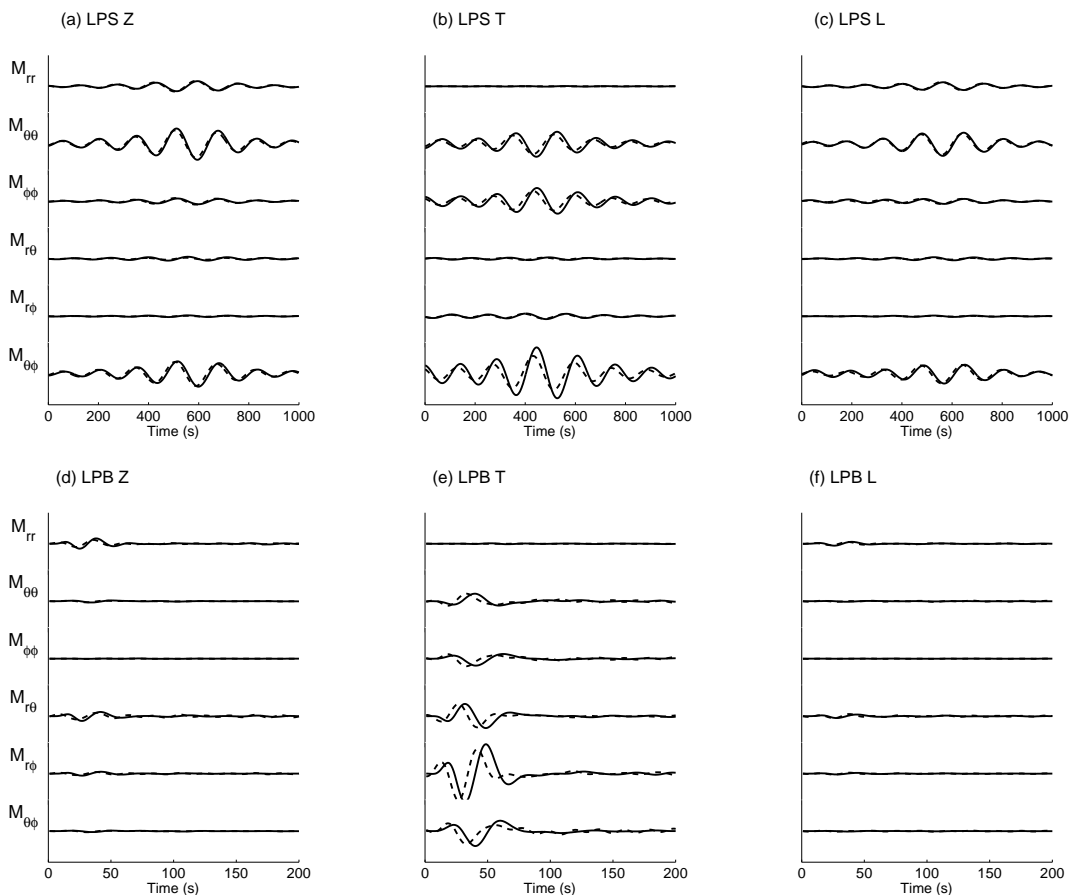 (a) LPS Z
(b) LPS T
(c) LPS L
M_rr
M_θθ
M_ϕϕ
M_rθ
M_rϕ
M_θϕ
0 200 400 600 800 1000
Time (s)
0 200 400 600 800 1000
Time (s)
0 200 400 600 800 1000
Time (s)
(d) LPB Z
(e) LPB T
(f) LPB L
M_rr
M_θθ
M_ϕϕ
M_rθ
M_rϕ
M_θϕ
0 50 100 150 200
Time (s)
0 50 100 150 200
Time (s)
0 50 100 150 200
Time (s)